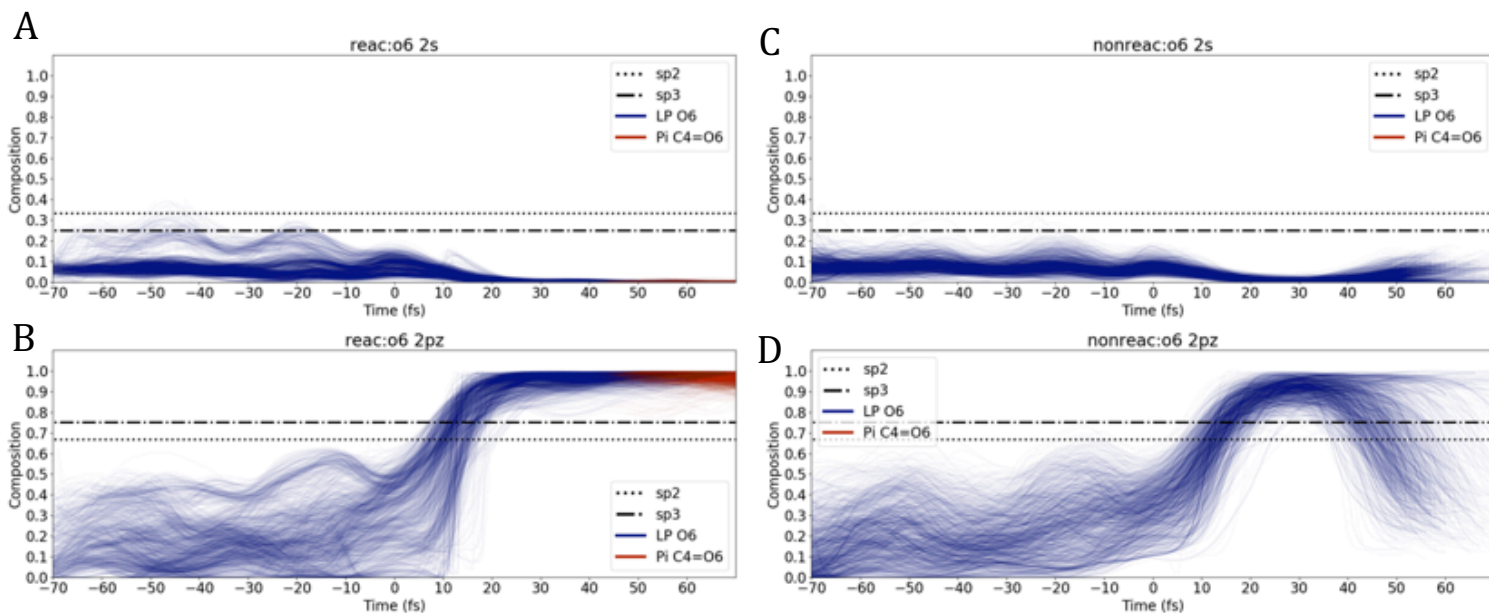 A
reac:o6 2s
Composition
1.0
0.9
0.8
0.7
0.6
0.5
0.4
0.3
0.2
0.1
0.0
sp2
sp3
LP O6
Pi C4=O6
−70 −60 −50 −40 −30 −20 −10 0 10 20 30 40 50 60
Time (fs)
C
nonreac:o6 2s
Composition
1.0
0.9
0.8
0.7
0.6
0.5
0.4
0.3
0.2
0.1
0.0
sp2
sp3
LP O6
Pi C4=O6
−70 −60 −50 −40 −30 −20 −10 0 10 20 30 40 50 60 70
Time (fs)
B
reac:o6 2pz
Composition
1.0
0.9
0.8
0.7
0.6
0.5
0.4
0.3
0.2
0.1
0.0
sp2
sp3
LP O6
Pi C4=O6
−70 −60 −50 −40 −30 −20 −10 0 10 20 30 40 50 60
Time (fs)
D
nonreac:o6 2pz
Composition
1.0
0.9
0.8
0.7
0.6
0.5
0.4
0.3
0.2
0.1
0.0
sp2
sp3
LP O6
Pi C4=O6
−70 −60 −50 −40 −30 −20 −10 0 10 20 30 40 50 60 70
Time (fs)